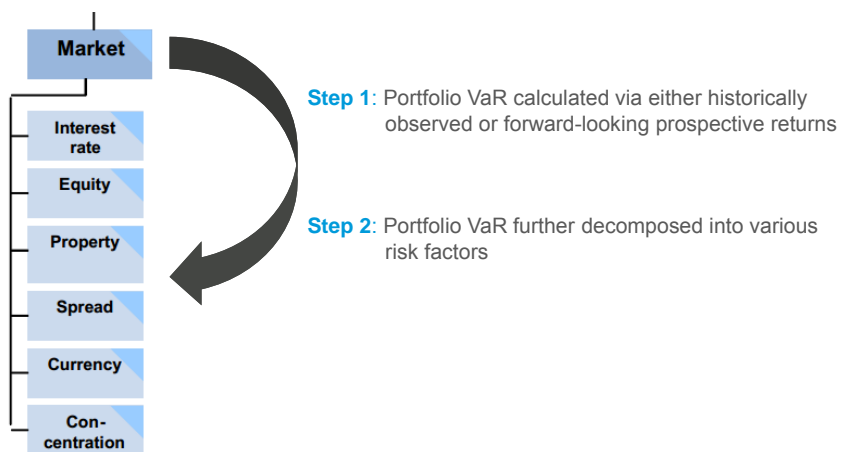 Market
Interest
rate
Equity
Property
Spread
Currency
Con-
centration
Step 1: Portfolio VaR calculated via either historically
observed or forward-looking prospective returns
Step 2: Portfolio VaR further decomposed into various
risk factors